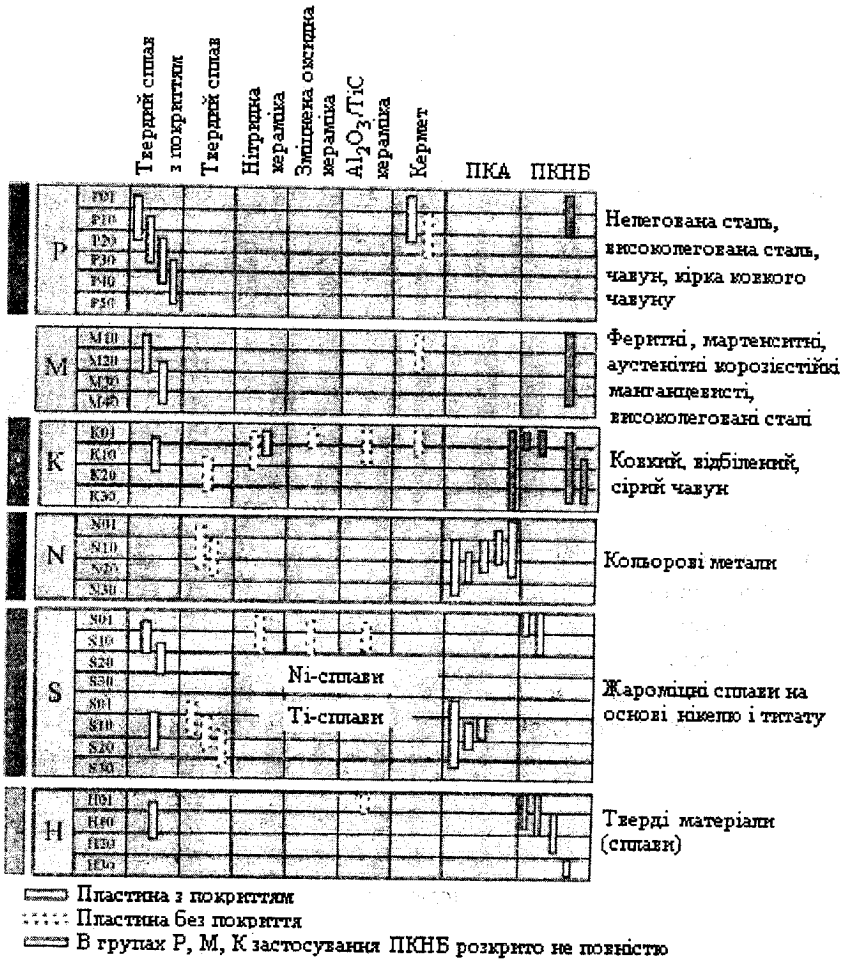 Твердий сплав
з покриттям
Твердий сплав
Нітридна
кераміка
Зміцнена оксидна
кераміка
Al₂O₃/TiC
кераміка
Кермет
ПКА
ПКНБ
P
P01
P10
P20
P30
P40
P50
Нелегована сталь,
високолегована сталь,
чавун, кірка ковкого
чавуну
M
M10
M20
M30
M40
Феритні, мартенситні,
аустенітні корозієстійкі
манганцевисті,
високолеговані сталі
K
K01
K10
K20
K30
Ковкий, відбілений,
сірий чавун
N
N01
N10
N20
N30
Кольорові метали
S
S01
S10
S20
S30
Ni-сплави
S01
S10
S20
S30
Ті-сплави
Жароміцні сплави на
основі нікелю і титату
H
H01
H10
H20
H30
Тверді матеріали
(сплави)
Пластина з покриттям
Пластина без покриття
В групах Р, М, К застосування ПКНБ розкрито не повністю